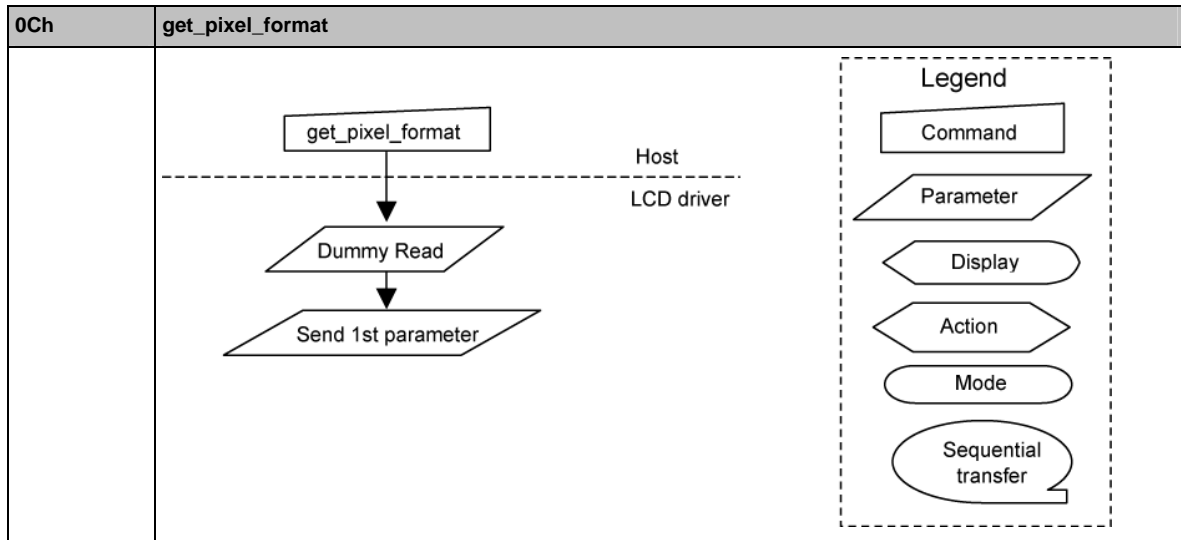 0Ch get_pixel_format
get_pixel_format
Host
LCD driver
Dummy Read
Send 1st parameter
Legend
Command
Parameter
Display
Action
Mode
Sequential
transfer